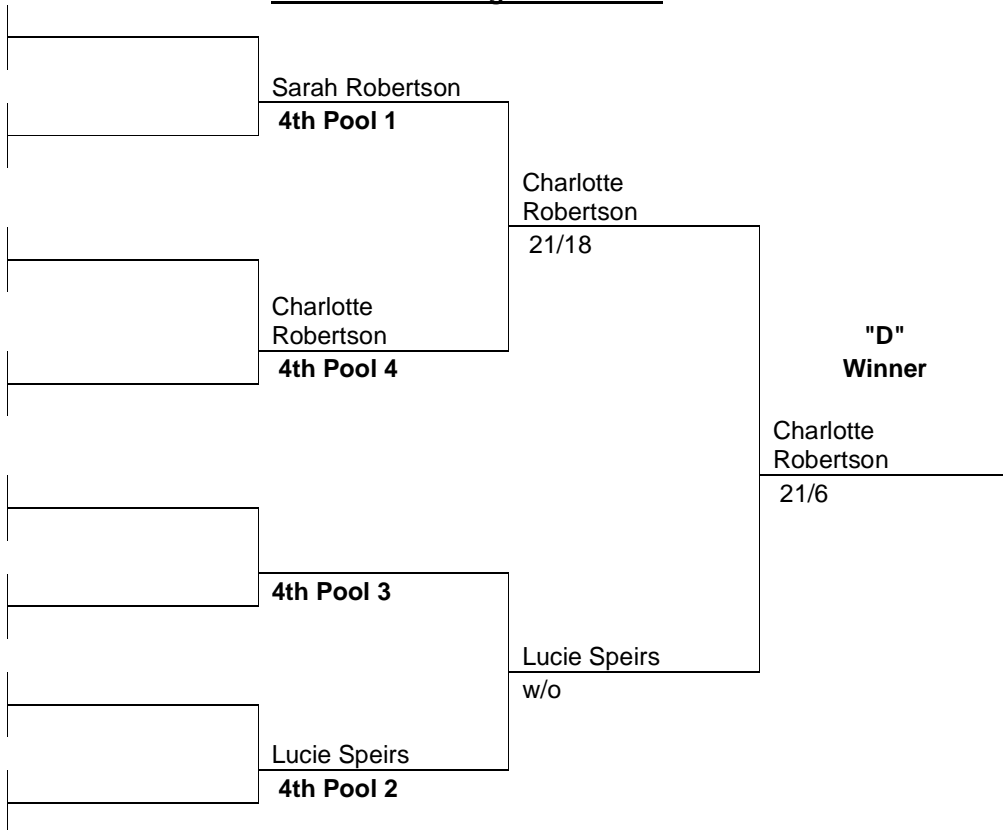 Sarah Robertson
4th Pool 1
Charlotte
Robertson
21/18
Charlotte
Robertson
4th Pool 4
"D"
Winner
Charlotte
Robertson
21/6
4th Pool 3
Lucie Speirs
w/o
Lucie Speirs
4th Pool 2